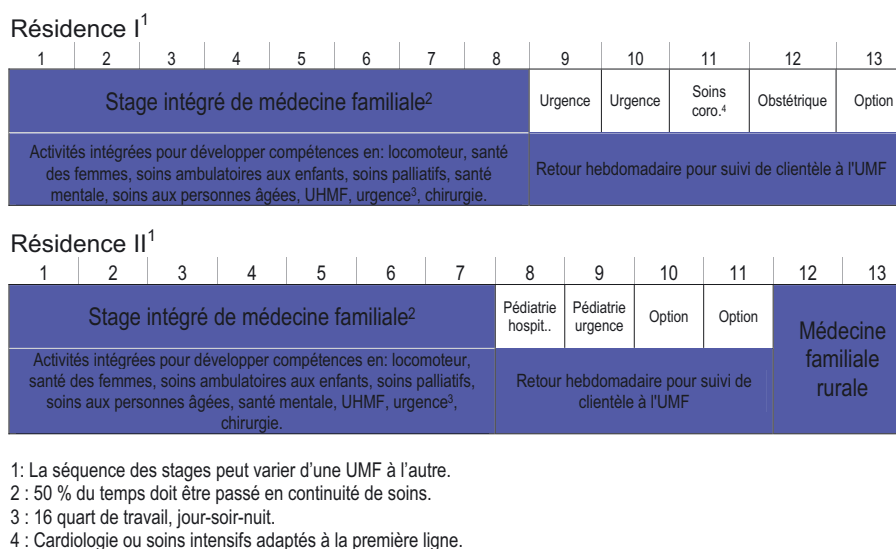 Résidence I1
1 2 3 4 5 6 7 8 9 10 11 12 13
Stage intégré de médecine familiale2
Urgence
Urgence
Soins
coro.4
Obstétrique
Option
Activités intégrées pour développer compétences en: locomoteur, santé
des femmes, soins ambulatoires aux enfants, soins palliatifs, santé
mentale, soins aux personnes âgées, UHMF, urgence3, chirurgie.
Retour hebdomadaire pour suivi de clientèle à l'UMF
Résidence II1
1 2 3 4 5 6 7 8 9 10 11 12 13
Stage intégré de médecine familiale2
Pédiatrie
hospit..
Pédiatrie
urgence
Option
Option
Médecine
familiale
rurale
Activités intégrées pour développer compétences en: locomoteur,
santé des femmes, soins ambulatoires aux enfants, soins palliatifs,
soins aux personnes âgées, santé mentale, UHMF, urgence3,
chirurgie.
Retour hebdomadaire pour suivi de
clientèle à l'UMF
1: La séquence des stages peut varier d'une UMF à l'autre.
2 : 50 % du temps doit être passé en continuité de soins.
3 : 16 quart de travail, jour-soir-nuit.
4 : Cardiologie ou soins intensifs adaptés à la première ligne.